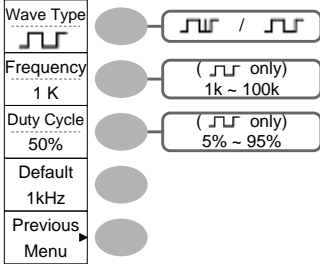 Wave Type
/
Frequency
1 K
( only)
1k ~ 100k
Duty Cycle
50%
( only)
5% ~ 95%
Default
1kHz
Previous
Menu